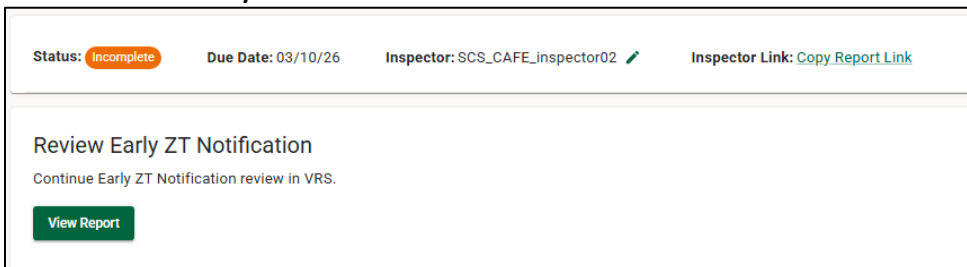 Status: Incomplete Due Date: 03/10/26 Inspector: SCS_CAFE_inspector02 Inspector Link: Copy Report Link
Review Early ZT Notification
Continue Early ZT Notification review in VRS.
View Report